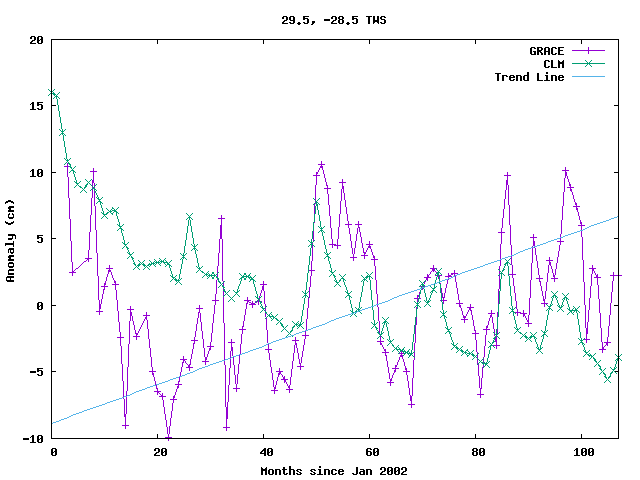 29.5, -28.5 TWS
GRACE
CLM
Trend Line
20
15
10
5
0
-5
-10
Anomaly (cm)
0 20 40 60 80 100
Months since Jan 2002